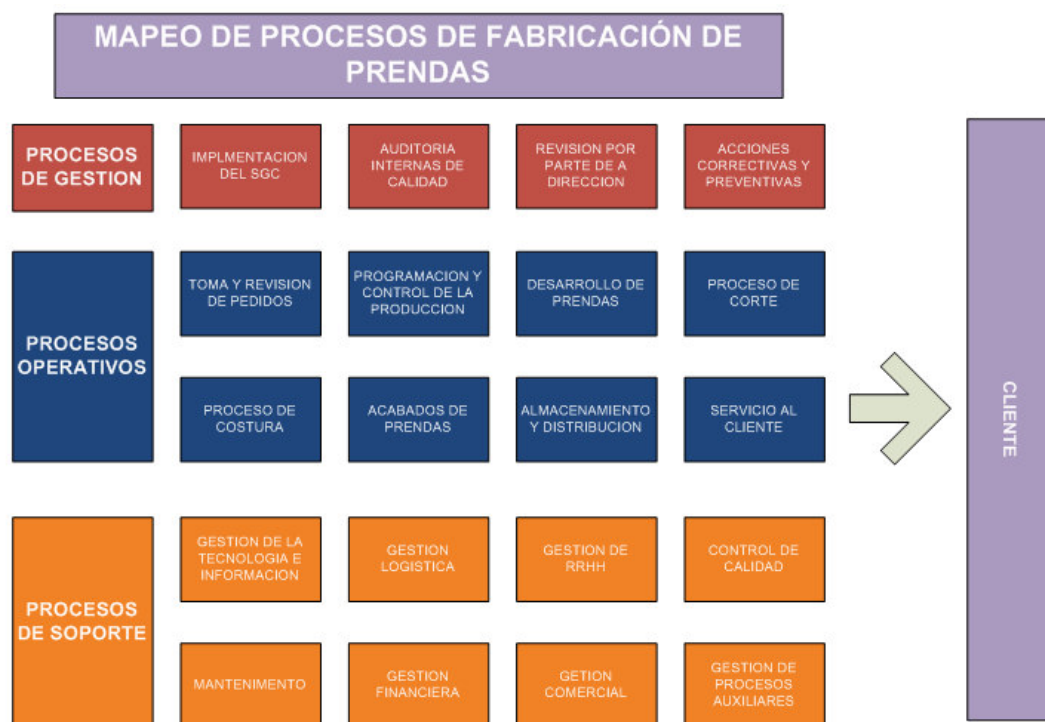 MAPEO DE PROCESOS DE FABRICACIÓN DE
PRENDAS
PROCESOS
DE GESTION
IMPLMENTACION
DEL SGC
AUDITORIA
INTERNAS DE
CALIDAD
REVISION POR
PARTE DE A
DIRECCION
ACCIONES
CORRECTIVAS Y
PREVENTIVAS
PROCESOS
OPERATIVOS
TOMA Y REVISION
DE PEDIDOS
PROGRAMACION Y
CONTROL DE LA
PRODUCCION
DESARROLLO DE
PRENDAS
PROCESO DE
CORTE
PROCESO DE
COSTURA
ACABADOS DE
PRENDAS
ALMACENAMIENTO
Y DISTRIBUCION
SERVICIO AL
CLIENTE
PROCESOS
DE SOPORTE
GESTION DE LA
TECNOLOGIA E
INFORMACION
GESTION
LOGISTICA
GESTION DE
RRHH
CONTROL DE
CALIDAD
MANTENIMENTO
GESTION
FINANCIERA
GETION
COMERCIAL
GESTION DE
PROCESOS
AUXILIARES
CLIENTE